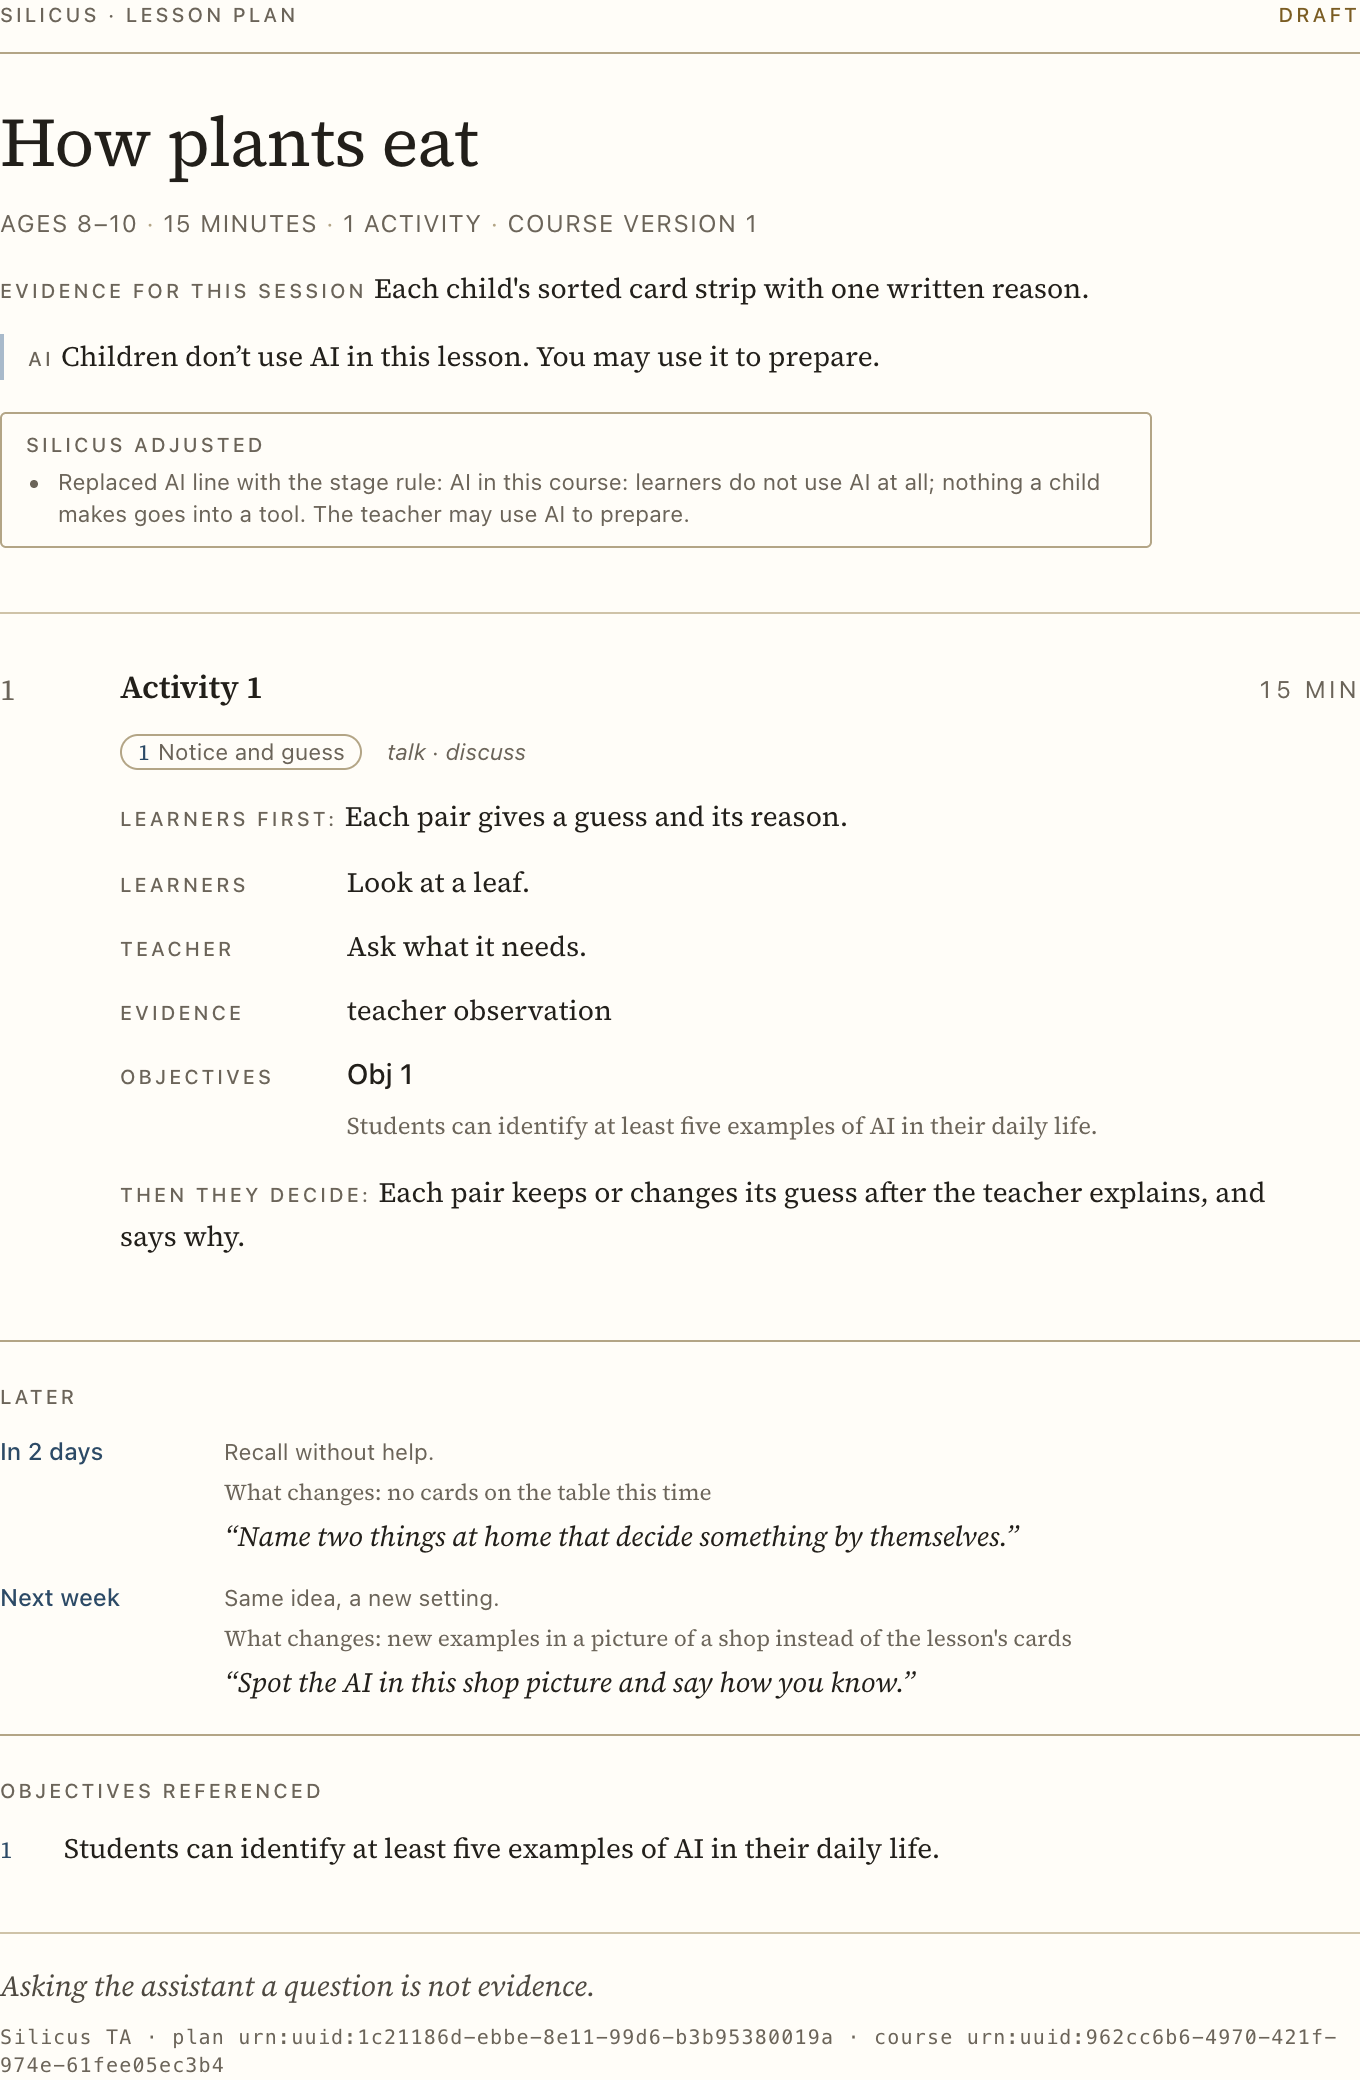 SILICUS · LESSON PLAN
DRAFT
How plants eat
AGES 8–10 · 15 MINUTES · 1 ACTIVITY · COURSE VERSION 1
EVIDENCE FOR THIS SESSION Each child's sorted card strip with one written reason.
AI Children don’t use AI in this lesson. You may use it to prepare.
SILICUS ADJUSTED
• Replaced AI line with the stage rule: AI in this course: learners do not use AI at all; nothing a child
makes goes into a tool. The teacher may use AI to prepare.
1 Activity 1 15 MIN
1 Notice and guess talk · discuss
LEARNERS FIRST: Each pair gives a guess and its reason.
LEARNERS Look at a leaf.
TEACHER Ask what it needs.
EVIDENCE teacher observation
OBJECTIVES Obj 1
Students can identify at least five examples of AI in their daily life.
THEN THEY DECIDE: Each pair keeps or changes its guess after the teacher explains, and
says why.
LATER
In 2 days Recall without help.
What changes: no cards on the table this time
“Name two things at home that decide something by themselves.”
Next week Same idea, a new setting.
What changes: new examples in a picture of a shop instead of the lesson's cards
“Spot the AI in this shop picture and say how you know.”
OBJECTIVES REFERENCED
1 Students can identify at least five examples of AI in their daily life.
Asking the assistant a question is not evidence.
Silicus TA · plan urn:uuid:1c21186d-ebbe-8e11-99d6-b3b95380019a · course urn:uuid:962cc6b6-4970-421f-
974e-61fee05ec3b4